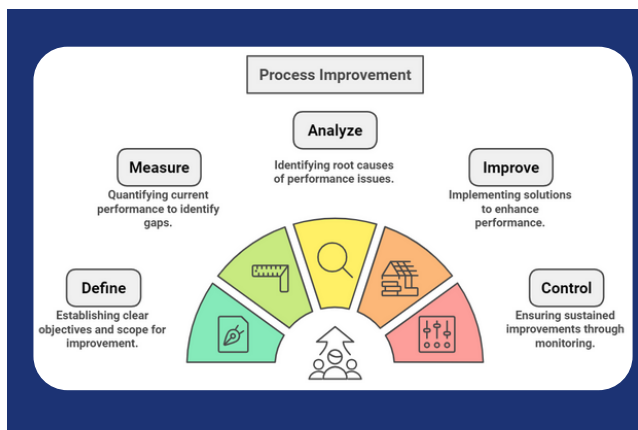 Process Improvement
Analyze
Identifying root causes
of performance issues.
Measure
Quantifying current
performance to identify
gaps.
Improve
Implementing solutions
to enhance
performance.
Define
Establishing clear
objectives and scope for
improvement.
Control
Ensuring sustained
improvements through
monitoring.